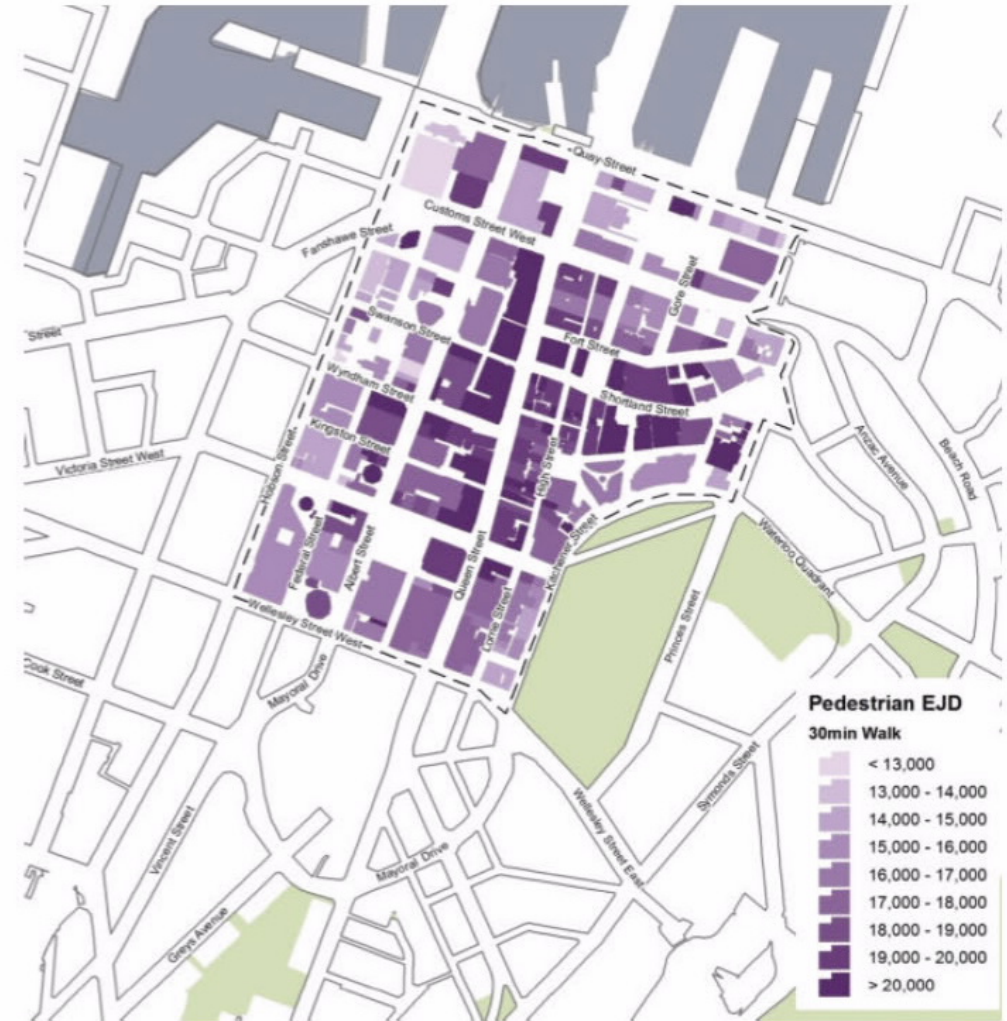 Quay Street
Customs Street West
Fanshawe Street
Gore Street
Swanson Street
Fort Street
Street
Wyndham Street
Shortland Street
Kingston Street
Hobson Street
Victoria Street West
High Street
Anzac Avenue
Beach Road
Federal Street
Albert Street
Queen Street
Kitchener Street
Waterloo Quadrant
Lorne Street
Wellesley Street West
Princes Street
Cook Street
Mayoral Drive
Pedestrian EJD
30min Walk
< 13,000
13,000 - 14,000
14,000 - 15,000
15,000 - 16,000
16,000 - 17,000
17,000 - 18,000
18,000 - 19,000
19,000 - 20,000
> 20,000
Symonds Street
Wellesley Street East
Vincent Street
Mayoral Drive
Greys Avenue